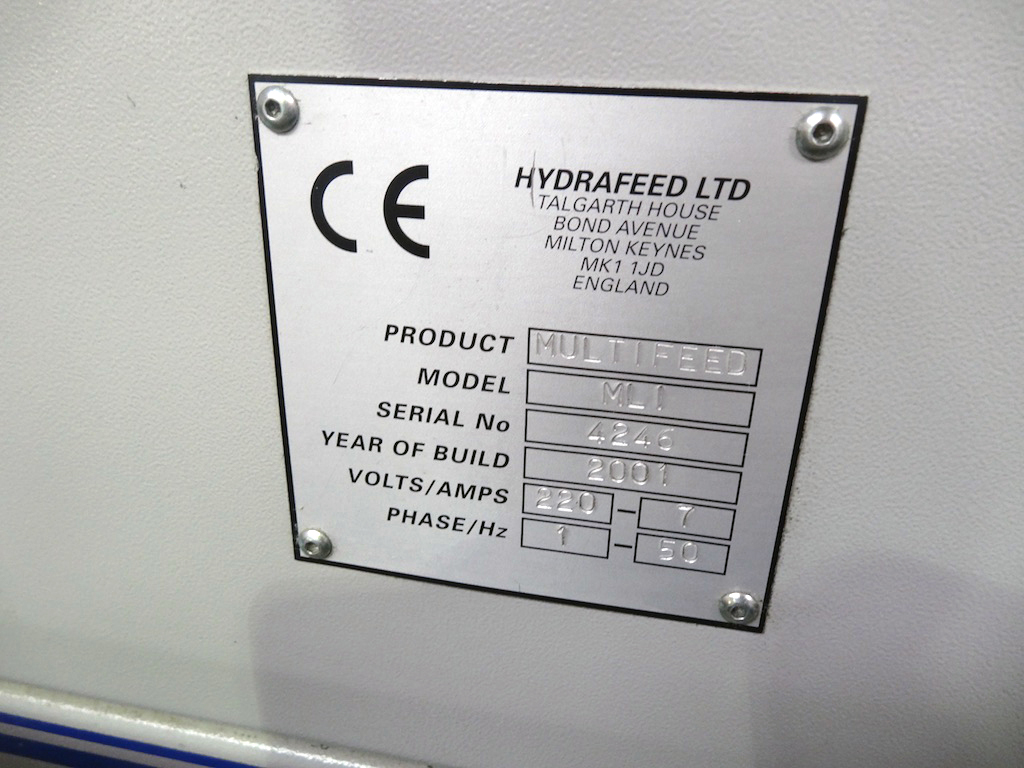 CE
HYDRAFEED LTD
TALGARTH HOUSE
BOND AVENUE
MILTON KEYNES
MK1 1JD
ENGLAND
PRODUCT MULTIFEED
MODEL ML1
SERIAL No 4246
YEAR OF BUILD 2001
VOLTS/AMPS 220 - 7
PHASE/Hz 1 - 50